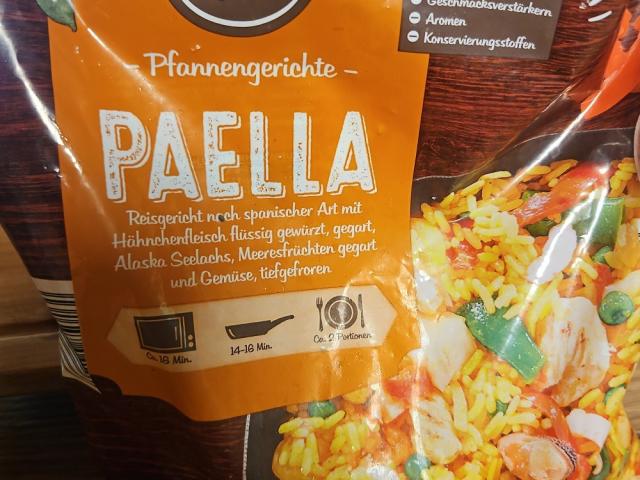 Geschmacksverstärkern
Aromen
Konservierungsstoffen
– Pfannengerichte –
PAELLA
Reisgericht nach spanischer Art mit
Hähnchenfleisch flüssig gewürzt, gegart,
Alaska Seelachs, Meeresfrüchten gegart
und Gemüse, tiefgefroren
Ca. 18 Min.
14-16 Min.
Ca. 2 Portionen